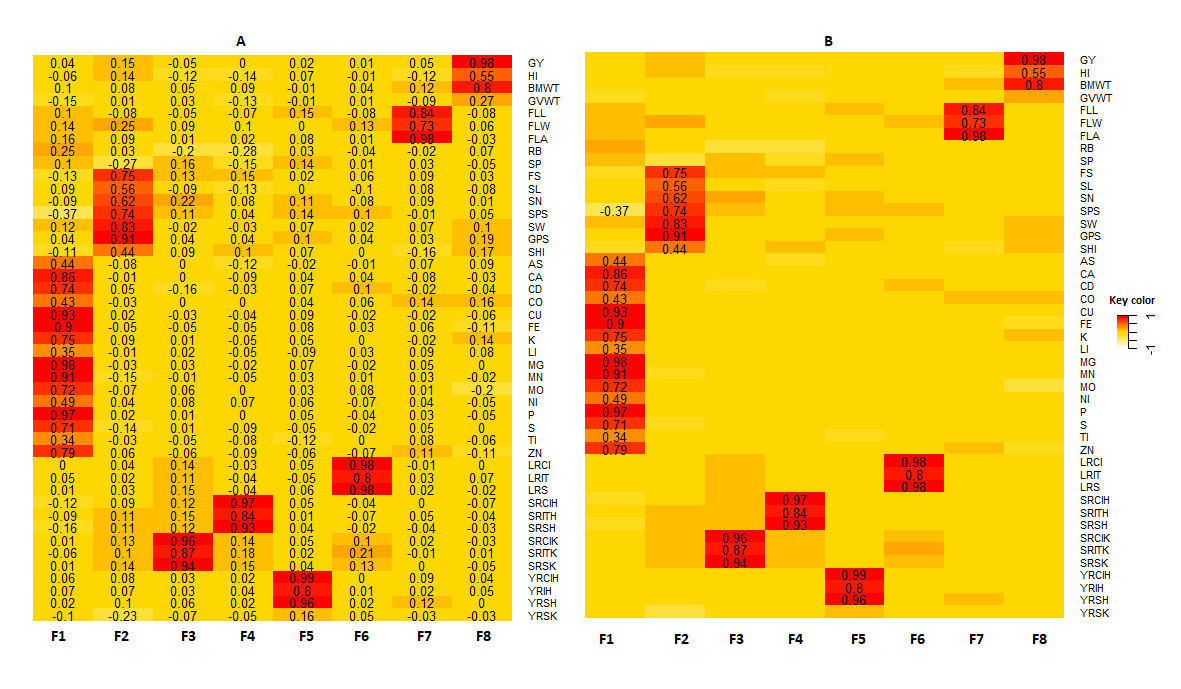 A
0.04 0.15 -0.05 0 0.02 0.01 0.05 0.98 GY
-0.06 0.14 -0.12 -0.14 0.07 -0.01 -0.12 0.55 HI
0.1 0.08 0.05 0.09 -0.01 0.04 0.12 0.8 BMWT
-0.15 0.01 0.03 -0.13 -0.01 0.01 -0.09 0.27 GVWT
0.1 -0.08 -0.05 -0.07 0.15 -0.08 0.84 -0.08 FLL
0.14 0.25 0.09 0.1 0 0.13 0.73 0.06 FLW
0.16 0.09 0.01 0.02 0.08 0.01 0.98 -0.03 FLA
0.25 0.03 -0.2 -0.28 0.03 -0.04 -0.02 0.07 RB
0.1 -0.27 0.16 -0.15 0.14 0.01 0.03 -0.05 SP
-0.13 0.75 0.13 0.15 0.02 0.06 0.09 0.03 FS
0.09 0.56 -0.09 -0.13 0 -0.1 0.08 -0.08 SL
-0.09 0.62 0.22 0.08 0.11 0.08 0.09 0.01 SN
-0.37 0.74 0.11 0.04 0.14 0.1 -0.01 0.05 SPS
0.12 0.83 -0.02 -0.03 0.07 0.02 0.07 0.1 SW
0.04 0.91 0.04 0.04 0.1 0.04 0.03 0.19 GPS
-0.11 0.44 0.09 0.1 0.07 0 -0.16 0.17 SHI
0.44 -0.08 0 -0.12 -0.02 -0.01 0.07 0.09 AS
0.86 -0.01 0 -0.09 0.04 0.04 -0.08 -0.03 CA
0.74 0.05 -0.16 -0.03 0.07 0.1 -0.02 -0.04 CD
0.43 -0.03 0 0 0.04 0.06 0.14 0.16 CO
0.93 0.02 -0.03 -0.04 0.09 -0.02 -0.02 -0.06 CU
0.9 -0.05 -0.05 -0.05 0.08 0.03 0.06 -0.11 FE
0.75 0.09 0.01 -0.05 0.05 0 -0.02 0.14 K
0.35 -0.01 0.02 -0.05 -0.09 0.03 0.09 0.08 LI
0.98 -0.03 0.03 -0.02 0.07 -0.02 0.05 0 MG
0.91 -0.15 -0.01 -0.05 0.03 0.01 0.03 -0.02 MN
0.72 -0.07 0.06 0 0.03 0.08 0.01 -0.2 MO
0.49 0.04 0.08 0.07 0.06 -0.07 0.04 -0.05 NI
0.97 0.02 0.01 0 0.05 -0.04 0.03 -0.05 P
0.71 -0.14 0.01 -0.09 -0.05 -0.02 0.05 0 S
0.34 -0.03 -0.05 -0.08 -0.12 0 0.08 -0.06 TI
0.79 0.06 -0.06 -0.09 -0.06 -0.07 0.11 -0.11 ZN
0 0.04 0.14 -0.03 0.05 0.98 -0.01 0 LRCI
0.05 0.02 0.11 -0.04 -0.05 0.8 0.03 0.07 LRIT
0.01 0.03 0.15 -0.04 0.06 0.98 0.02 -0.02 LRS
-0.12 0.09 0.12 0.97 0.05 -0.04 -0.07 SRCIH
-0.09 0.11 0.15 0.84 0.01 -0.07 0.05 -0.04 SRITH
-0.16 0.11 0.12 0.93 0.04 -0.02 -0.04 -0.03 SRSH
0.01 0.13 0.96 0.14 0.05 0.1 0.02 -0.03 SRCIK
-0.06 0.1 0.87 0.18 0.02 0.21 -0.01 0.01 SRITK
0.01 0.14 0.94 0.15 0.04 0.13 0 -0.05 SRSK
0.06 0.08 0.03 0.02 0.99 0 0.09 0.04 YRCIH
0.07 0.07 0.03 0.04 0.8 0.01 0.02 0.05 YRIH
0.02 0.1 0.06 0.02 0.96 0.02 0.12 0 YRSH
-0.1 -0.23 -0.07 -0.05 0.16 0.05 -0.03 -0.03 YRSK
F1 F2 F3 F4 F5 F6 F7 F8
B
0.98 GY
0.55 HI
0.8 BMWT
GVWT
0.84 FLL
0.73 FLW
0.98 FLA
RB
SP
0.75 FS
0.56 SL
0.62 SN
-0.37 0.74 SPS
0.83 SW
0.91 GPS
0.44 SHI
0.44 AS
0.86 CA
0.74 CD
0.43 CO
0.93 CU
0.9 FE
0.75 K
0.35 LI
0.98 MG
0.91 MN
0.72 MO
0.49 NI
0.97 P
0.71 S
0.34 TI
0.79 ZN
0.98 LRCI
0.8 LRIT
0.98 LRS
0.97 SRCIH
0.84 SRITH
0.93 SRSH
0.96 SRCIK
0.87 SRITK
0.94 SRSK
0.99 YRCIH
0.8 YRIH
0.96 YRSH
YRSK
F1 F2 F3 F4 F5 F6 F7 F8
Key color
1
-1